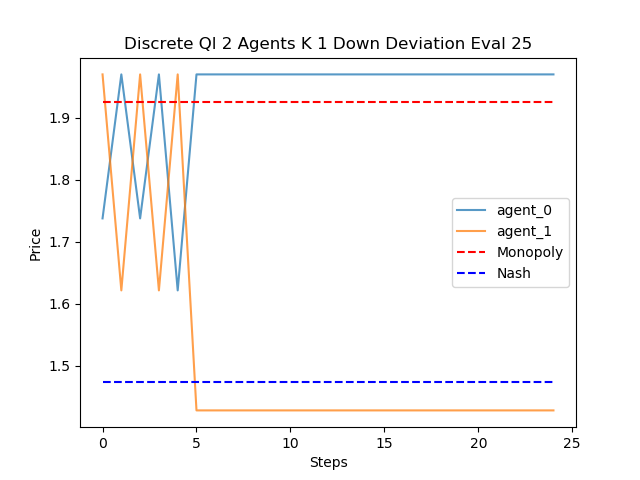 Discrete Ql 2 Agents K 1 Down Deviation Eval 25
Price
1.9
1.8
1.7
1.6
1.5
agent_0
agent_1
Monopoly
Nash
0 5 10 15 20 25
Steps